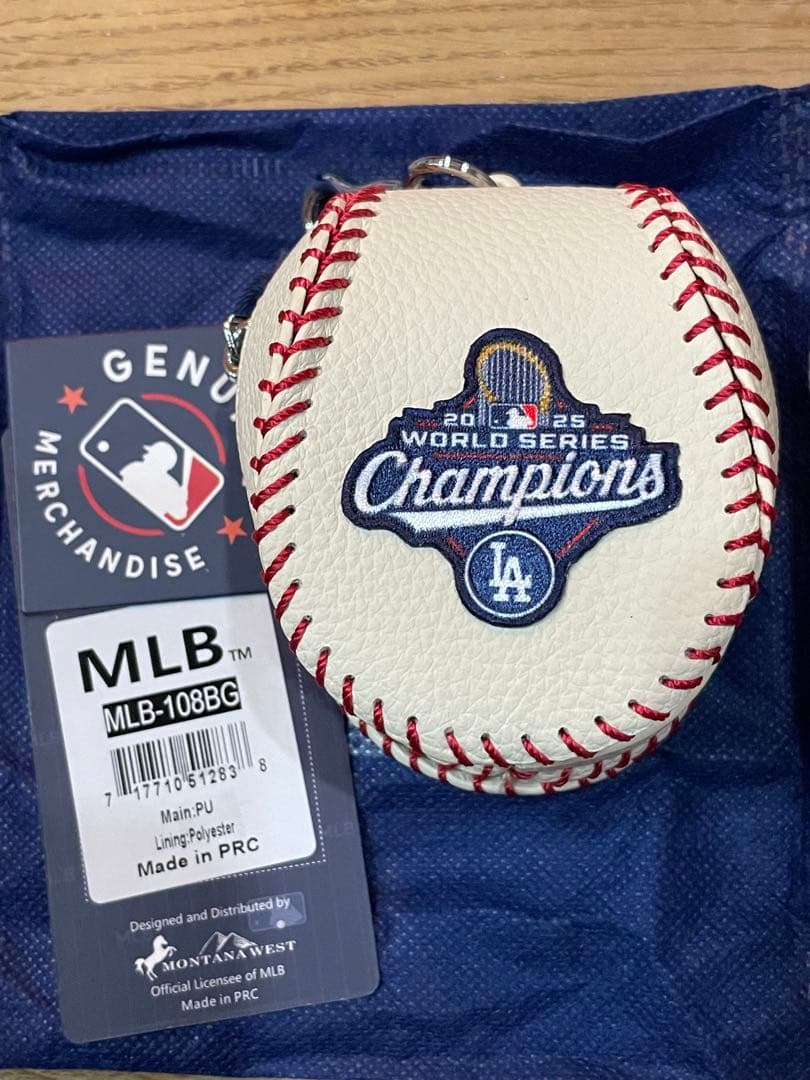 GENU
MERCHANDISE
MLB™
MLB-108BG
7 17710 51283 8
Main:PU
Lining:Polyester
Made in PRC
Designed and Distributed by
MONTANA WEST
Official Licensee of MLB
Made in PRC
20 25
WORLD SERIES
Champions
LA